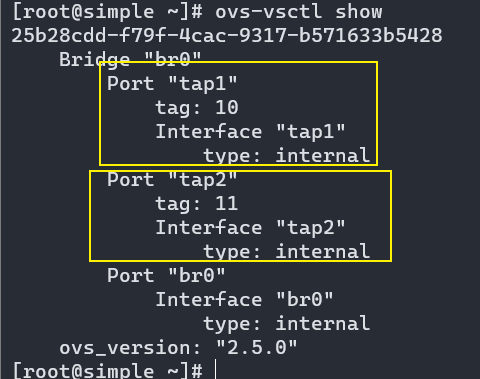 [root@simple ~]# ovs-vsctl show
25b28cdd-f79f-4cac-9317-b571633b5428
    Bridge "br0"
        Port "tap1"
            tag: 10
            Interface "tap1"
                type: internal
        Port "tap2"
            tag: 11
            Interface "tap2"
                type: internal
        Port "br0"
            Interface "br0"
                type: internal
    ovs_version: "2.5.0"
[root@simple ~]#